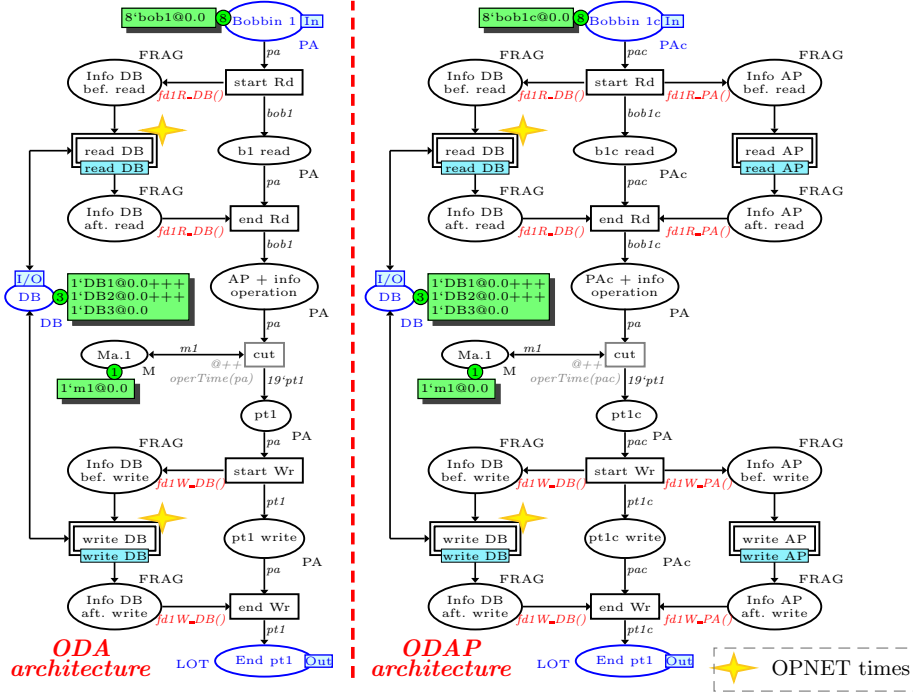 8‘bob1@0.0
8
Bobbin 1
In
PA
pa
FRAG
Info DB
bef. read
start Rd
fd1R_DB()
bob1
read DB
read DB
b1 read
PA
pa
FRAG
Info DB
aft. read
end Rd
fd1R_DB()
bob1
I/O
DB
3
DB
1‘DB1@0.0+++
1‘DB2@0.0+++
1‘DB3@0.0
AP + info
operation
PA
pa
Ma.1
M
1
1‘m1@0.0
m1
cut
@++
operTime(pa)
19‘pt1
pt1
PA
pa
FRAG
Info DB
bef. write
start Wr
fd1W_DB()
pt1
write DB
write DB
pt1 write
PA
pa
FRAG
Info DB
aft. write
end Wr
fd1W_DB()
pt1
LOT
End pt1
Out
ODA
architecture
8‘bob1c@0.0
8
Bobbin 1c
In
PAc
pac
FRAG
Info DB
bef. read
start Rd
fd1R_DB()
fd1R_PA()
FRAG
Info AP
bef. read
bob1c
read DB
read DB
b1c read
PAc
pac
read AP
read AP
FRAG
Info DB
aft. read
end Rd
fd1R_DB()
fd1R_PA()
FRAG
Info AP
aft. read
bob1c
I/O
DB
3
DB
1‘DB1@0.0+++
1‘DB2@0.0+++
1‘DB3@0.0
PAc + info
operation
PA
pa
Ma.1
M
1
1‘m1@0.0
m1
cut
@++
operTime(pac)
19‘pt1
pt1c
PA
pac
FRAG
Info DB
bef. write
start Wr
fd1W_DB()
fd1W_PA()
FRAG
Info AP
bef. write
pt1c
write DB
write DB
pt1c write
PAc
pac
write AP
write AP
FRAG
Info DB
aft. write
end Wr
fd1W_DB()
fd1W_PA()
FRAG
Info AP
aft. write
pt1c
LOT
End pt1
Out
ODAP
architecture
OPNET times